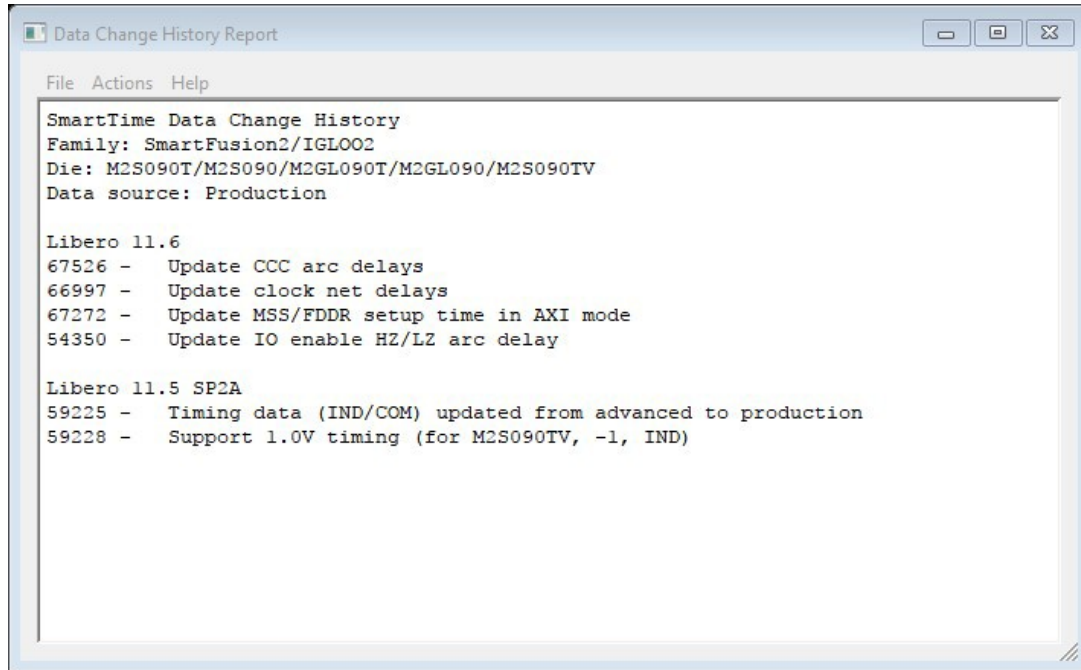 Data Change History Report
File Actions Help
SmartTime Data Change History
Family: SmartFusion2/IGLOO2
Die: M2S090T/M2S090/M2GL090T/M2GL090/M2S090TV
Data source: Production
Libero 11.6
67526 - Update CCC arc delays
66997 - Update clock net delays
67272 - Update MSS/FDDR setup time in AXI mode
54350 - Update IO enable HZ/LZ arc delay
Libero 11.5 SP2A
59225 - Timing data (IND/COM) updated from advanced to production
59228 - Support 1.0V timing (for M2S090TV, -1, IND)